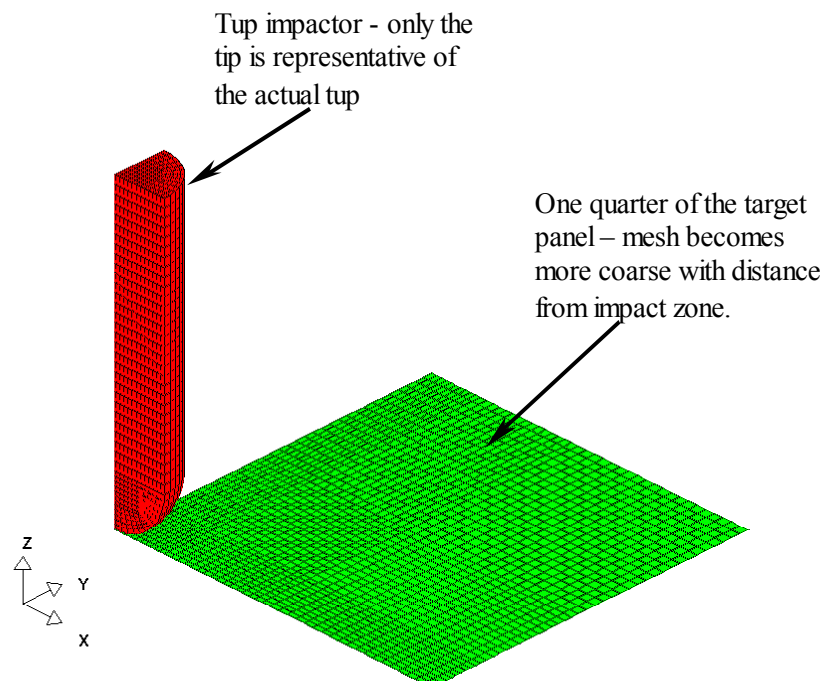 Tup impactor - only the
tip is representative of
the actual tup
One quarter of the target
panel – mesh becomes
more coarse with distance
from impact zone.
Z
Y
X